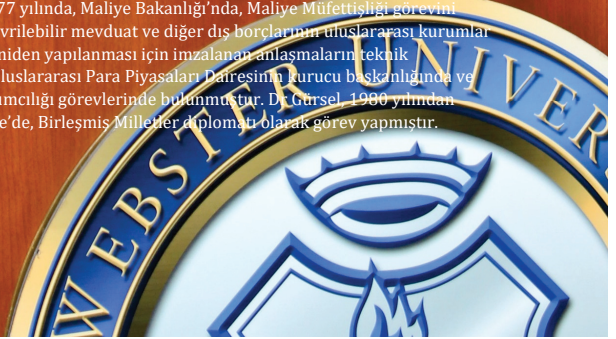 77 yılında, Maliye Bakanlığı’nda, Maliye Müfettişliği görevini
vrilebilir mevduat ve diğer dış borçlarının uluslararası kurumlar
niden yapılanması için imzalanan anlaşmaların teknik
luslararası Para Piyasaları Dairesinin kurucu başkanlığında ve
ımcılığı görevlerinde bulunmuştur. Dr Gürsel, 1980 yılından
e’de, Birleşmiş Milletler diplomatı olarak görev yapmıştır.
WEBSTER UNIVERS